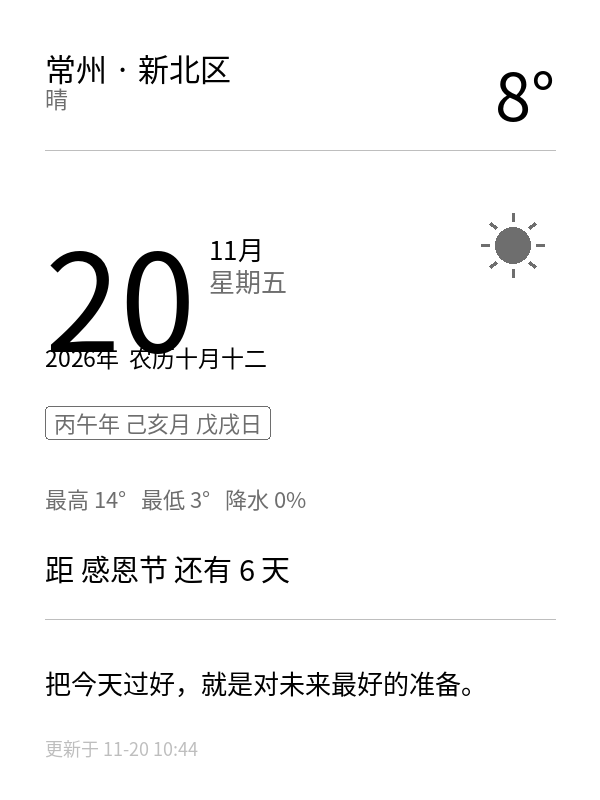 常州 · 新北区
晴
8°
20
11月
星期五
2026年 农历十月十二
丙午年 己亥月 戊戌日
最高 14° 最低 3° 降水 0%
距 感恩节 还有 6 天
把今天过好，就是对未来最好的准备。
更新于 11-20 10:44